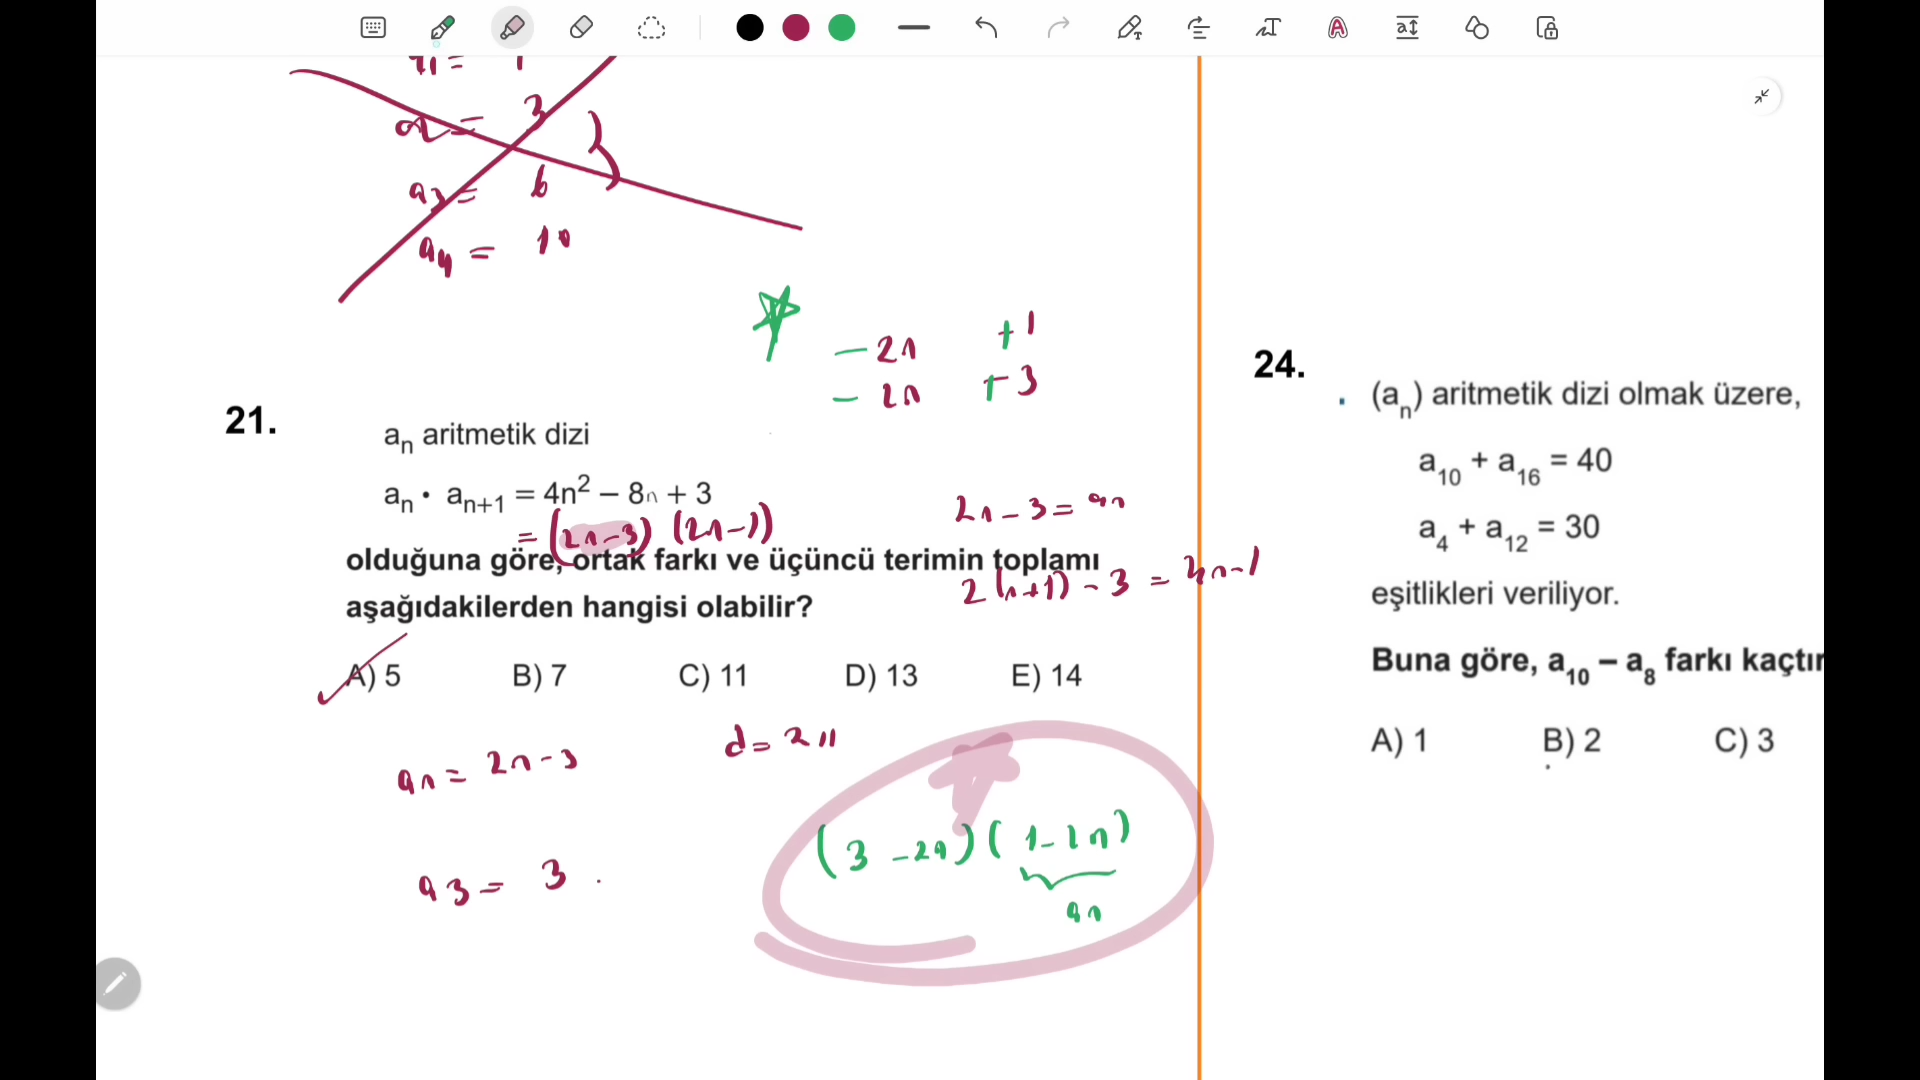 a2 = 3
a3 = 6
a4 = 10
- 2n + 1
- 2n + 3
21.
an aritmetik dizi
an · an+1 = 4n² – 8n + 3
= (2n-3) (2n-1)
2n - 3 = an
olduğuna göre, ortak farkı ve üçüncü terimin toplamı
2(n+1) - 3 = 2n-1
aşağıdakilerden hangisi olabilir?
A) 5 B) 7 C) 11 D) 13 E) 14
an = 2n-3
d = 2 //
(3 -2n) (1-2n)
an
a3 = 3 .
24.
(an) aritmetik dizi olmak üzere,
a10 + a16 = 40
a4 + a12 = 30
eşitlikleri veriliyor.
Buna göre, a10 – a8 farkı kaçtır
A) 1 B) 2 C) 3